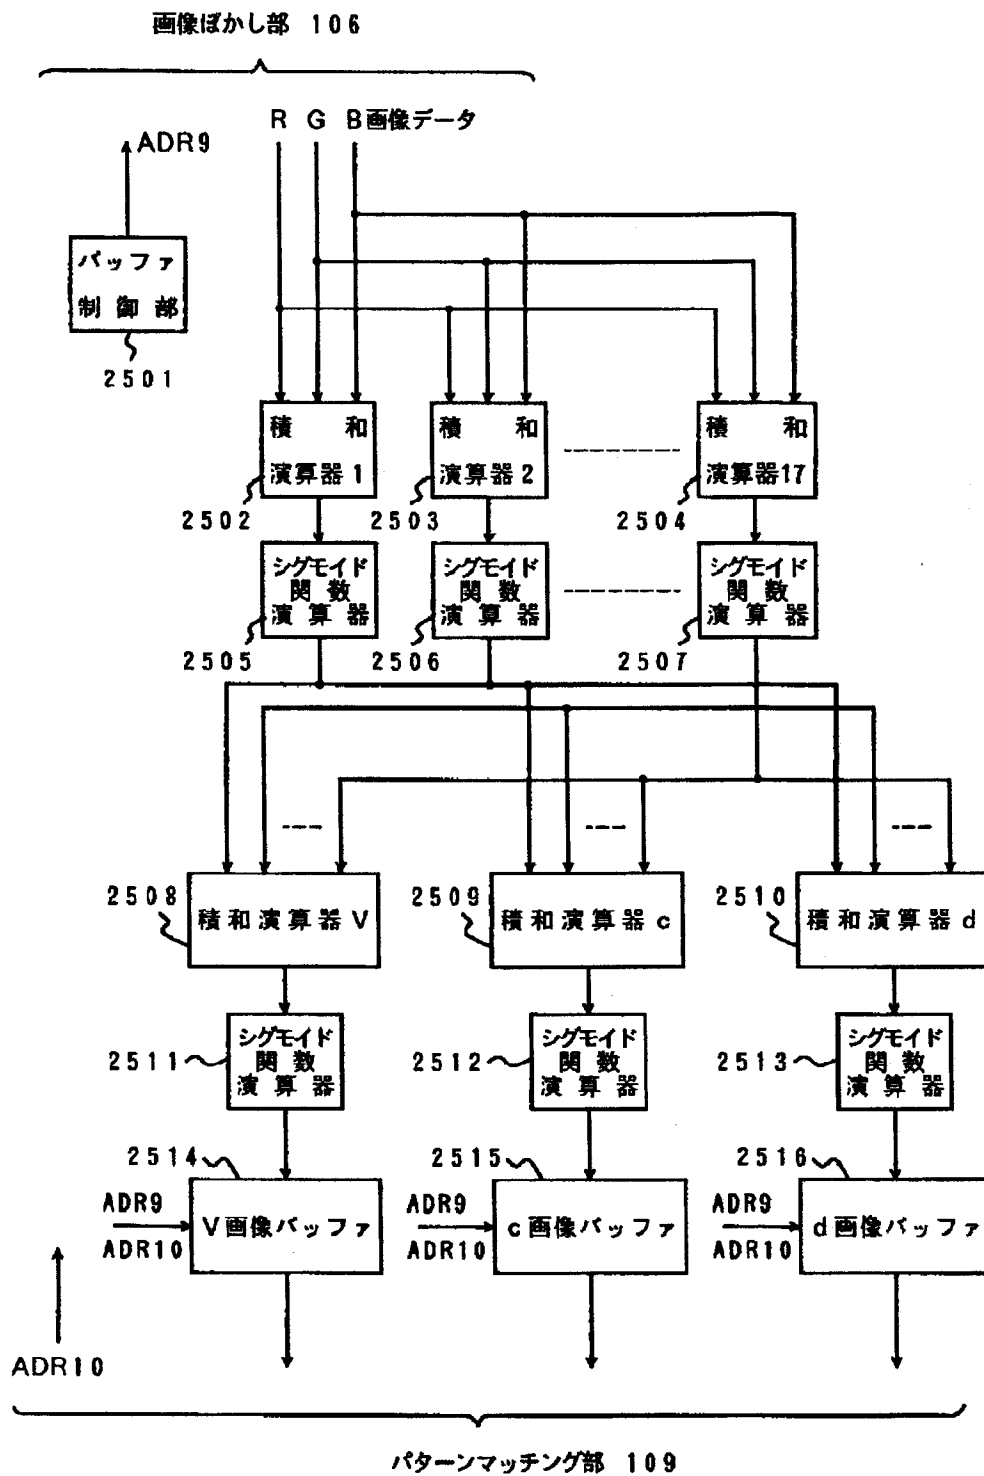 画像ぼかし部 106
R G B画像データ
ADR9
バッファ
制御部
2501
積和
演算器1
2502
積和
演算器2
2503
積和
演算器17
2504
シグモイド
関数
演算器
2505
シグモイド
関数
演算器
2506
シグモイド
関数
演算器
2507
2508
積和演算器V
2509
積和演算器c
2510
積和演算器d
2511
シグモイド
関数
演算器
2512
シグモイド
関数
演算器
2513
シグモイド
関数
演算器
2514
ADR9
ADR10
V画像バッファ
2515
ADR9
ADR10
c画像バッファ
2516
ADR9
ADR10
d画像バッファ
ADR10
パターンマッチング部 109